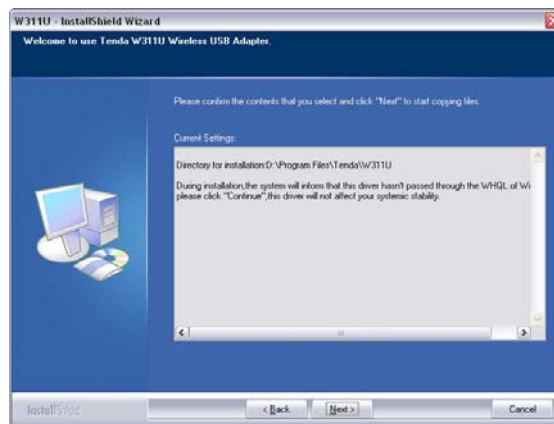 W311U - InstallShield Wizard
Welcome to use Tenda W311U Wireless USB Adapter.
Please confirm the contents that you select and click "Next" to start copying files.
Current Settings:
Directory for installation:D:\Program Files\Tenda\W311U
During installation,the system will inform that this driver hasn't passed through the WHQL of Wi
please click "Continue",this driver will not affect your systemic stability.
InstallShield
< Back
Next >
Cancel